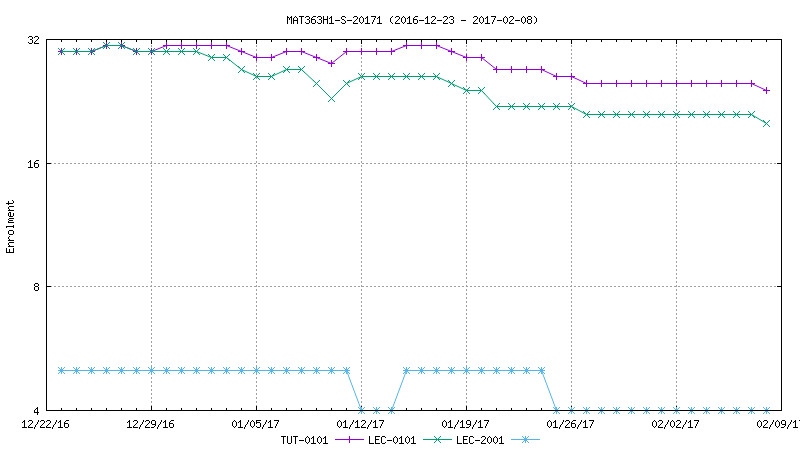 MAT363H1-S-20171 (2016-12-23 - 2017-02-08)
32
16
8
4
Enrolment
12/22/16 12/29/16 01/05/17 01/12/17 01/19/17 01/26/17 02/02/17 02/09/17
TUT-0101 LEC-0101 LEC-2001